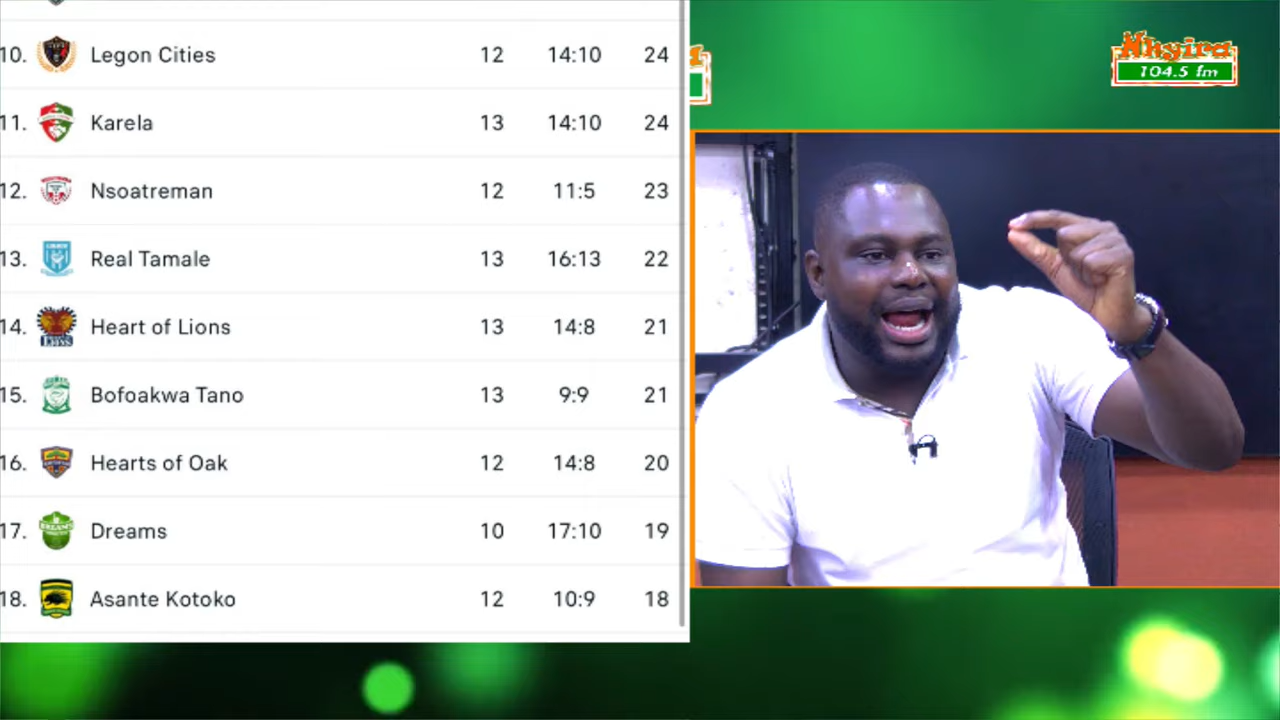 10. Legon Cities 12 14:10 24
11. Karela 13 14:10 24
12. Nsoatreman 12 11:5 23
13. Real Tamale 13 16:13 22
14. Heart of Lions 13 14:8 21
15. Bofoakwa Tano 13 9:9 21
16. Hearts of Oak 12 14:8 20
17. Dreams 10 17:10 19
18. Asante Kotoko 12 10:9 18
Nhyira
104.5 fm
LIONS